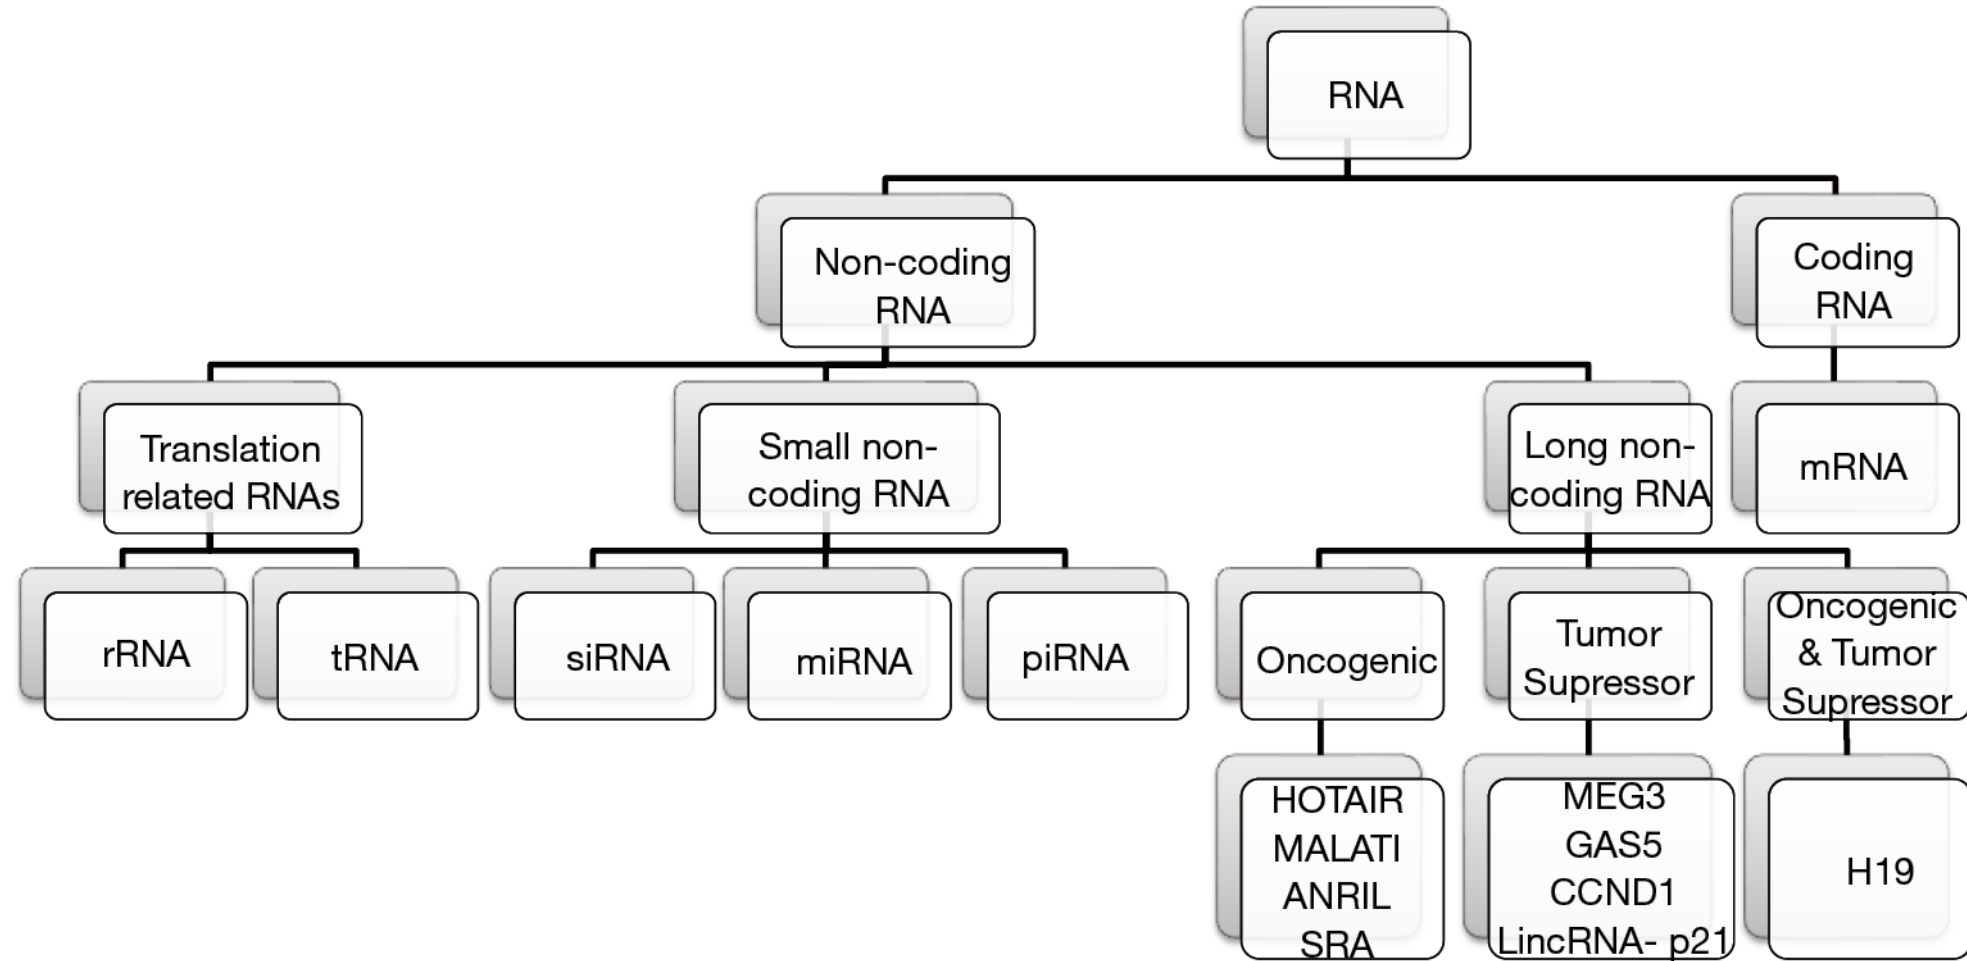 RNA
Non-coding
RNA
Coding
RNA
Translation
related RNAs
Small non-
coding RNA
Long non-
coding RNA
mRNA
rRNA
tRNA
siRNA
miRNA
piRNA
Oncogenic
Tumor
Supressor
Oncogenic
& Tumor
Supressor
HOTAIR
MALATI
ANRIL
SRA
MEG3
GAS5
CCND1
LincRNA- p21
H19